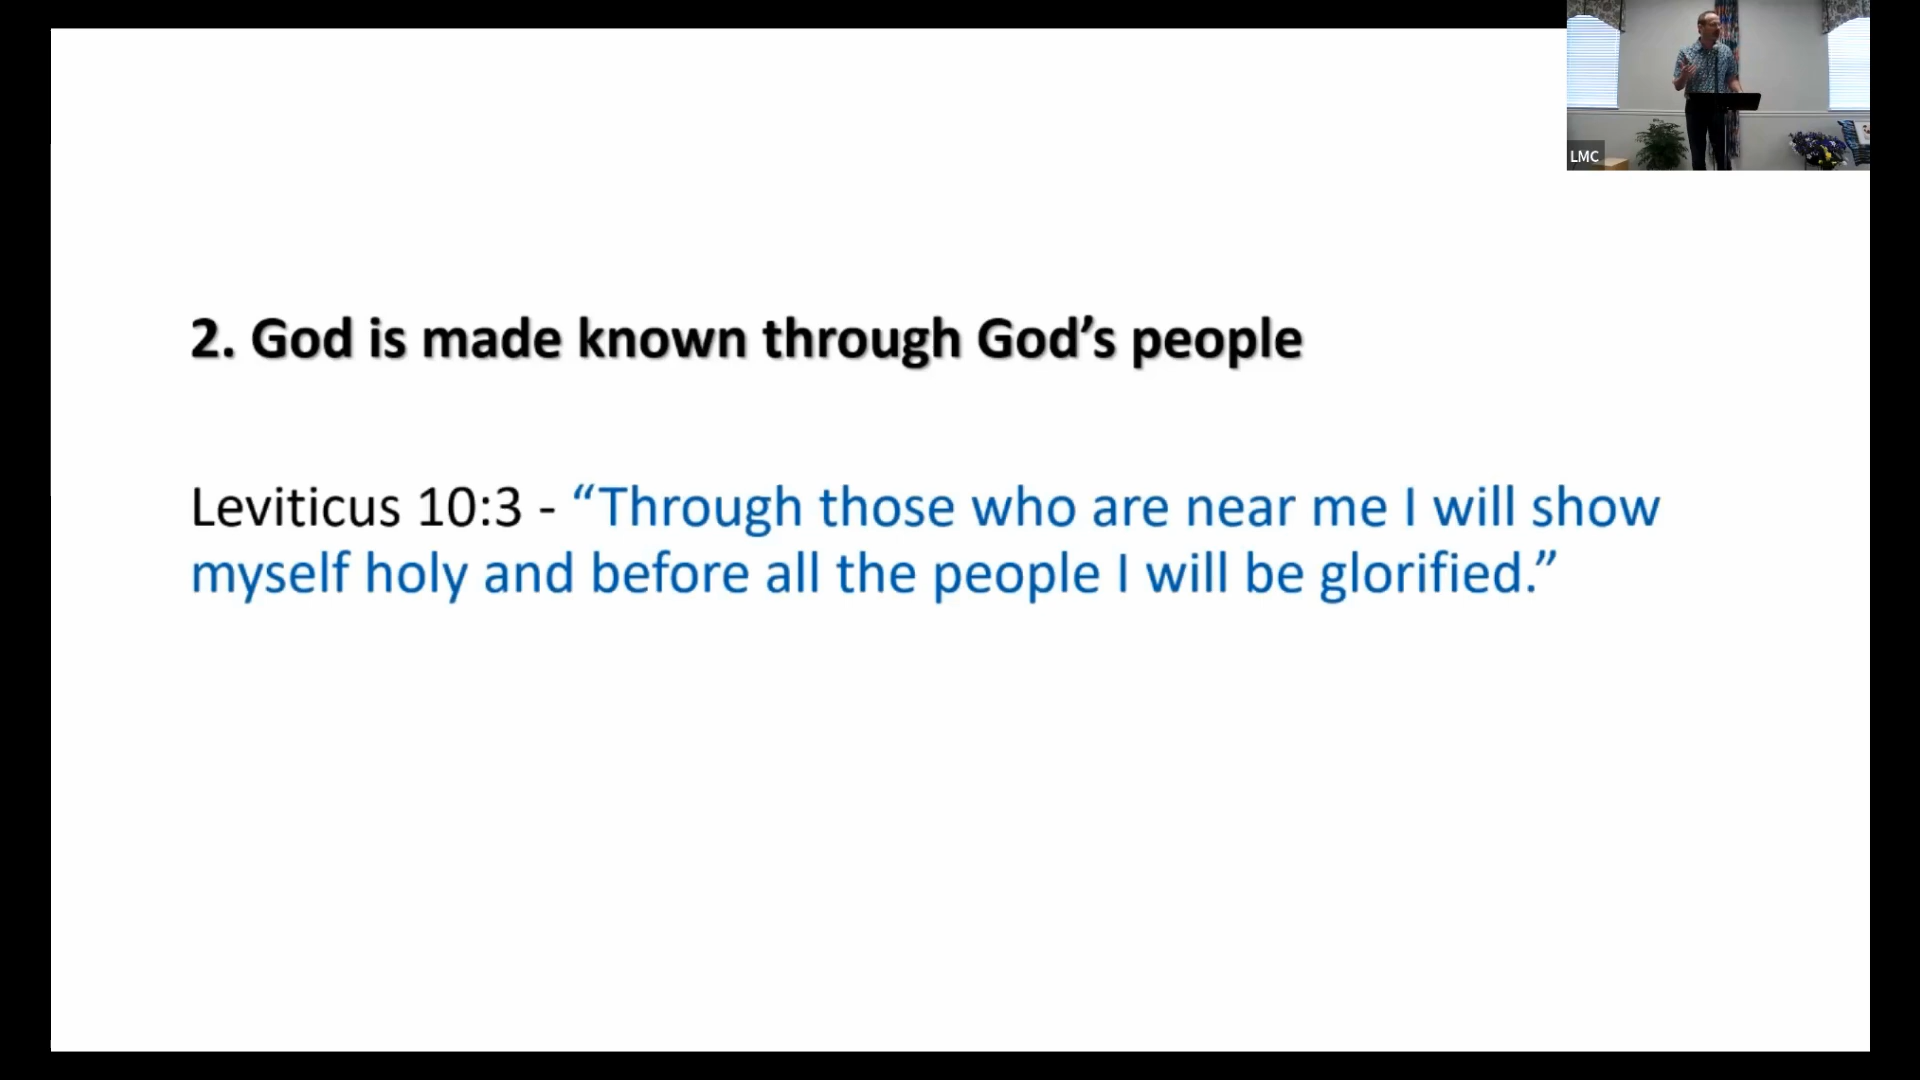 LMC
2. God is made known through God’s people
Leviticus 10:3 - “Through those who are near me I will show
myself holy and before all the people I will be glorified.”